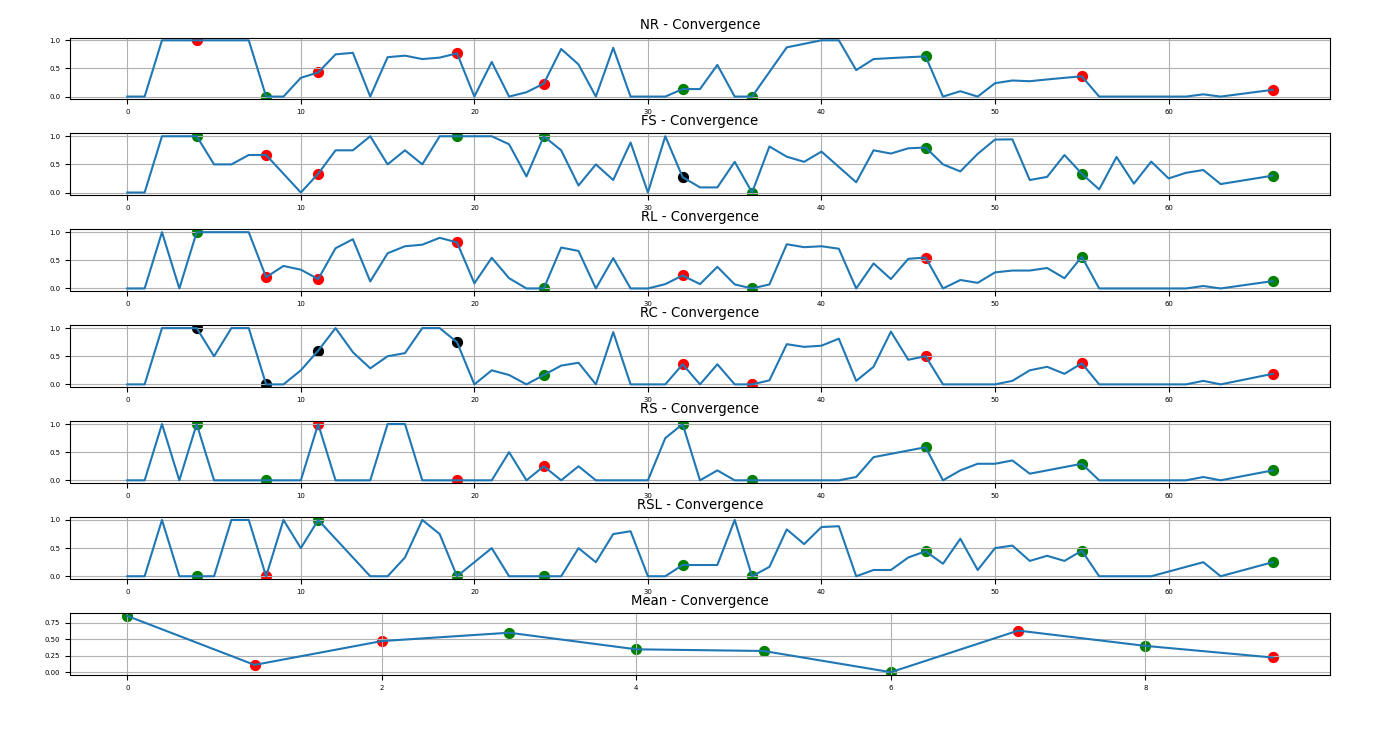 NR - Convergence
1.0
0.5
0.0
0 10 20 30 40 50 60
FS - Convergence
1.0
0.5
0.0
0 10 20 30 40 50 60
RL - Convergence
1.0
0.5
0.0
0 10 20 30 40 50 60
RC - Convergence
1.0
0.5
0.0
0 10 20 30 40 50 60
RS - Convergence
1.0
0.5
0.0
0 10 20 30 40 50 60
RSL - Convergence
1.0
0.5
0.0
0 10 20 30 40 50 60
Mean - Convergence
0.75
0.50
0.25
0.00
0 2 4 6 8